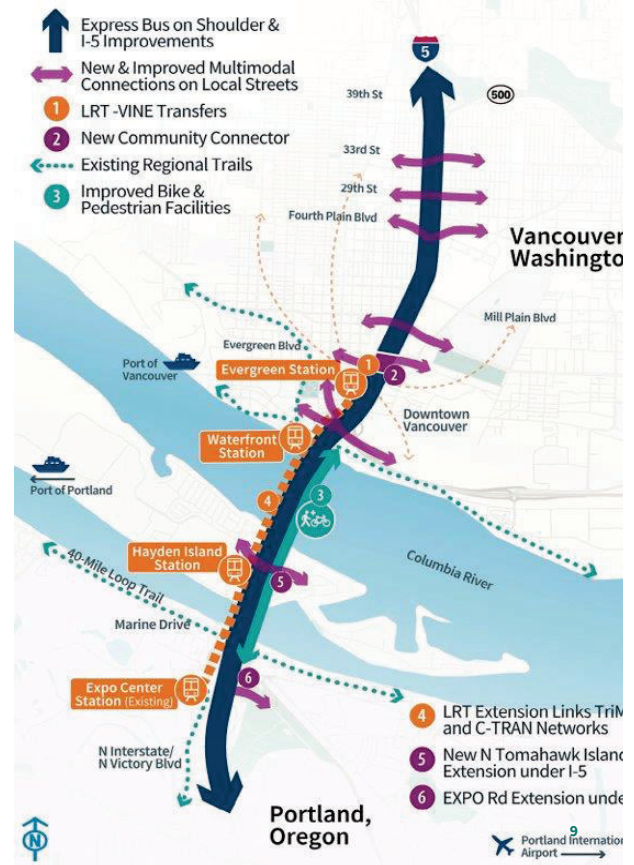 Express Bus on Shoulder &
I-5 Improvements
New & Improved Multimodal
Connections on Local Streets
1 LRT -VINE Transfers
2 New Community Connector
Existing Regional Trails
3 Improved Bike &
Pedestrian Facilities
5
39th St
500
33rd St
29th St
Fourth Plain Blvd
Vancouver
Washingto
Mill Plain Blvd
Evergreen Blvd
Port of
Vancouver
Evergreen Station
1
2
Downtown
Vancouver
Waterfront
Station
Port of Portland
4
3
Hayden Island
Station
5
Columbia River
40-Mile Loop Trail
Marine Drive
Expo Center
Station (Existing)
6
N Interstate/
N Victory Blvd
4 LRT Extension Links TriM
and C-TRAN Networks
5 New N Tomahawk Island
Extension under I-5
6 EXPO Rd Extension unde
Portland,
Oregon
N
9
Portland Internation
Airport